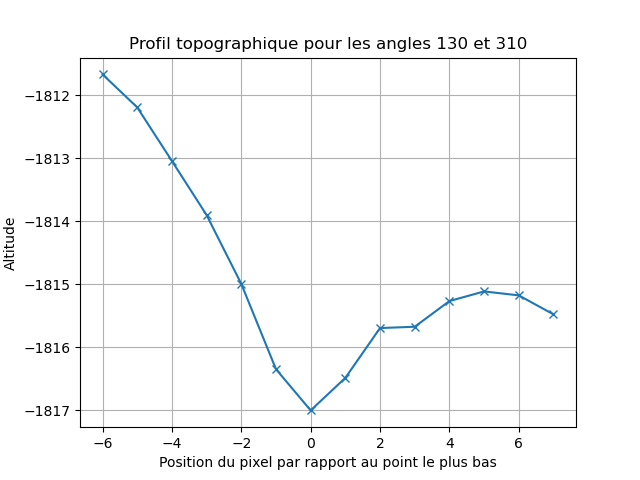 Profil topographique pour les angles 130 et 310
Altitude
−1812
−1813
−1814
−1815
−1816
−1817
−6 −4 −2 0 2 4 6
Position du pixel par rapport au point le plus bas